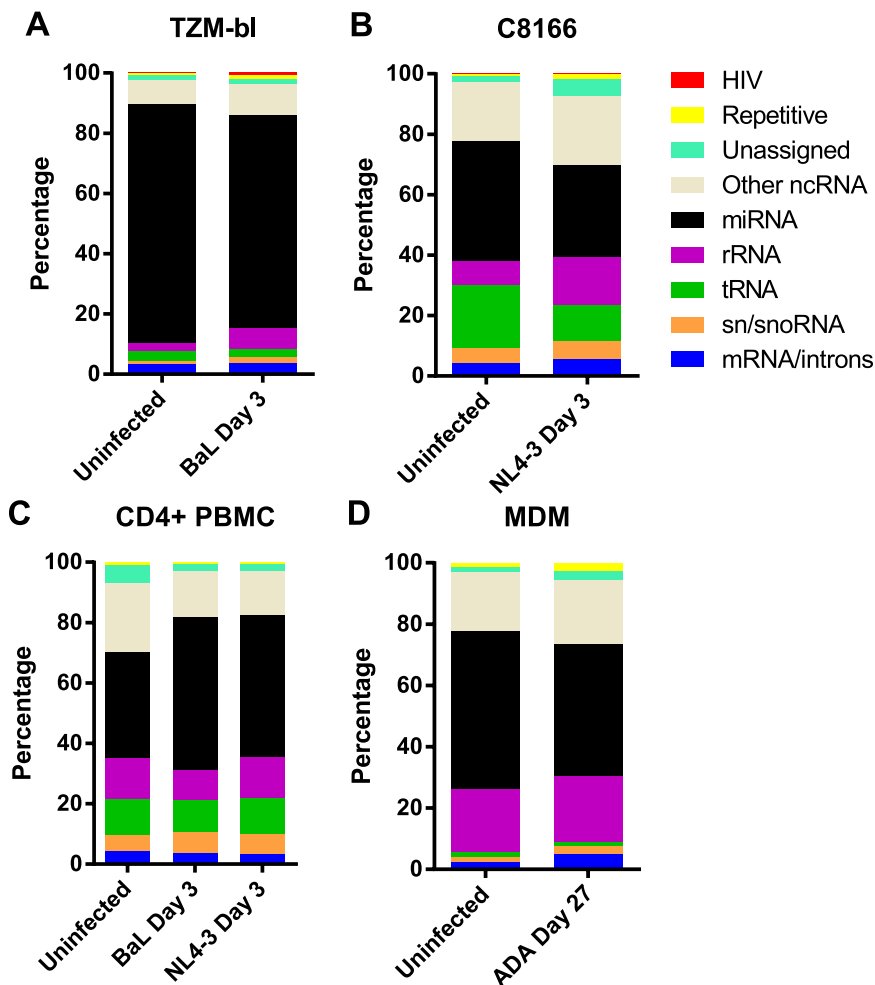 A
TZM-bl
Percentage
100
80
60
40
20
0
Uninfected
BaL Day 3
B
C8166
Percentage
100
80
60
40
20
0
Uninfected
NL4-3 Day 3
HIV
Repetitive
Unassigned
Other ncRNA
miRNA
rRNA
tRNA
sn/snoRNA
mRNA/introns
C
CD4+ PBMC
Percentage
100
80
60
40
20
0
Uninfected
BaL Day 3
NL4-3 Day 3
D
MDM
Percentage
100
80
60
40
20
0
Uninfected
ADA Day 27